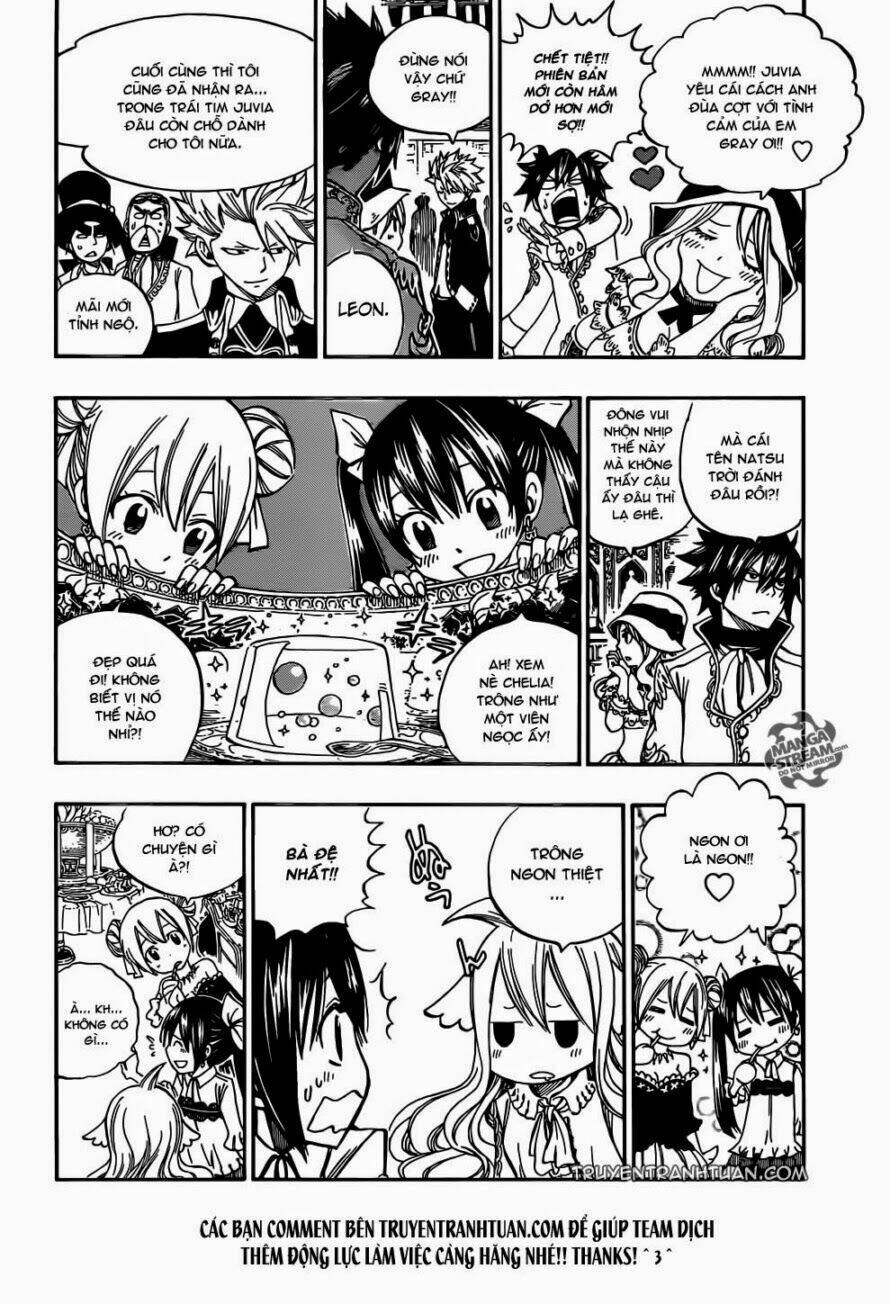 MMMM!! JUVIA
YÊU CÁI CÁCH ANH
ĐÙA CỢT VỚI TÌNH
CẢM CỦA EM
GRAY ƠI!!
CHẾT TIỆT!!
PHIÊN BẢN
MỚI CÒN HÂM
DỞ HƠN MỚI
SỢ!!
ĐỪNG NÓI
VẬY CHỨ
GRAY!!
LEON.
CUỐI CÙNG THÌ TÔI
CŨNG ĐÃ NHẬN RA...
TRONG TRÁI TIM JUVIA
ĐÂU CÒN CHỖ DÀNH
CHO TÔI NỮA.
MÃI MỚI
TỈNH NGỘ.
MÀ CÁI
TÊN NATSU
TRỜI ĐÁNH
ĐÂU RỒI?!
ĐÔNG VUI
NHỘN NHỊP
THẾ NÀY
MÀ KHÔNG
THẤY CẬU
ẤY ĐÂU THÌ
LẠ GHÊ.
AH! XEM
NÈ CHELIA!
TRÔNG NHƯ
MỘT VIÊN
NGỌC ẤY!
ĐẸP QUÁ
ĐI! KHÔNG
BIẾT VỊ NÓ
THẾ NÀO
NHỈ?!
MANGA
STREAM.com
DO NOT MIRROR!
NGON ƠI
LÀ NGON!!
TRÔNG
NGON THIỆT
...
BÀ ĐỆ
NHẤT!!
HƠ? CÓ
CHUYỆN GÌ
À?!
À... KH...
KHÔNG CÓ
GÌ...
TRUYENTRANHTUAN.COM
CÁC BẠN COMMENT BÊN TRUYENTRANHTUAN.COM ĐỂ GIÚP TEAM DỊCH
THÊM ĐỘNG LỰC LÀM VIỆC CÀNG HĂNG NHÉ!! THANKS! ^ 3 ^